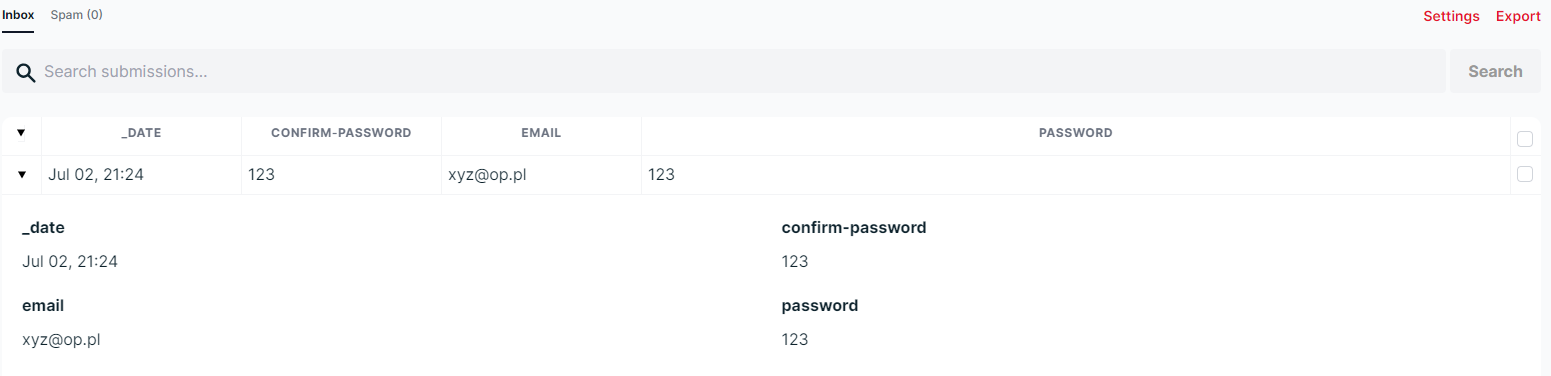 Inbox Spam (0) Settings Export
Search submissions... Search
_DATE CONFIRM-PASSWORD EMAIL PASSWORD
Jul 02, 21:24 123 xyz@op.pl 123
_date confirm-password
Jul 02, 21:24 123
email password
xyz@op.pl 123